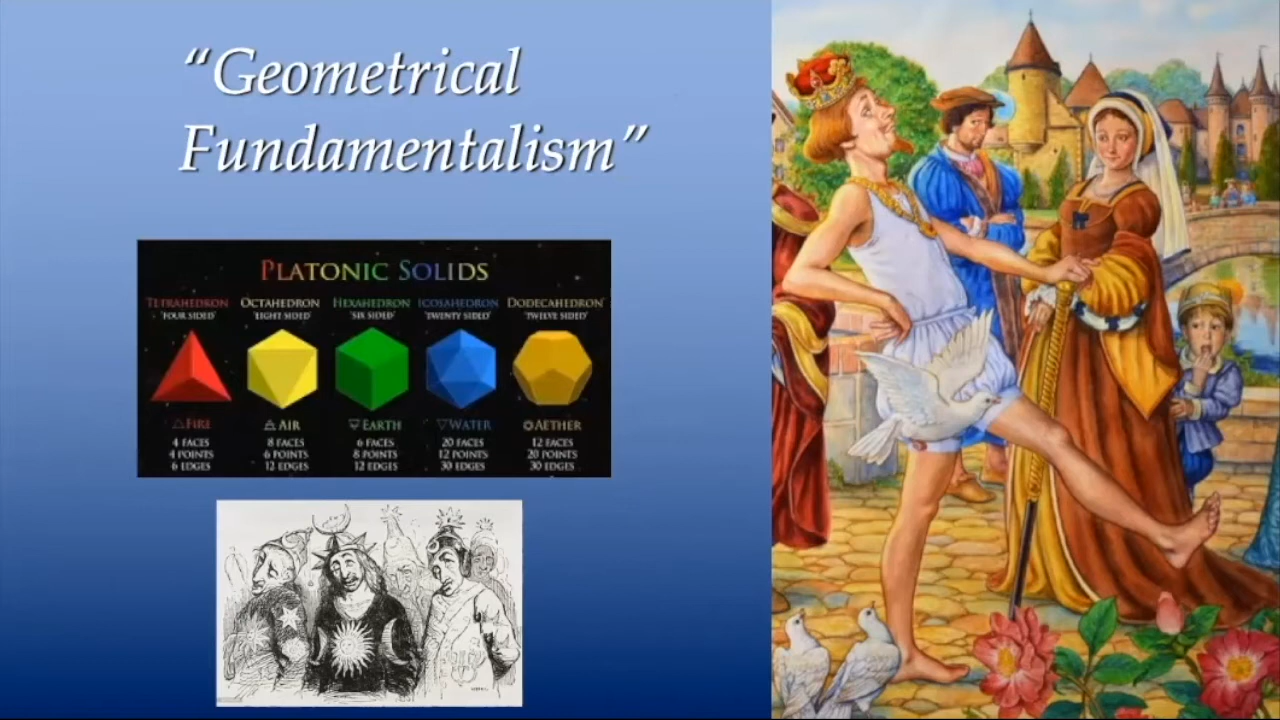 “Geometrical
Fundamentalism”
PLATONIC SOLIDS
TETRAHEDRON OCTAHEDRON HEXAHEDRON ICOSAHEDRON DODECAHEDRON
'FOUR SIDED' 'EIGHT SIDED' 'SIX SIDED' 'TWENTY SIDED' 'TWELVE SIDED'
FIRE AIR EARTH WATER AETHER
4 FACES 8 FACES 6 FACES 20 FACES 12 FACES
4 POINTS 6 POINTS 8 POINTS 12 POINTS 20 POINTS
6 EDGES 12 EDGES 12 EDGES 30 EDGES 30 EDGES